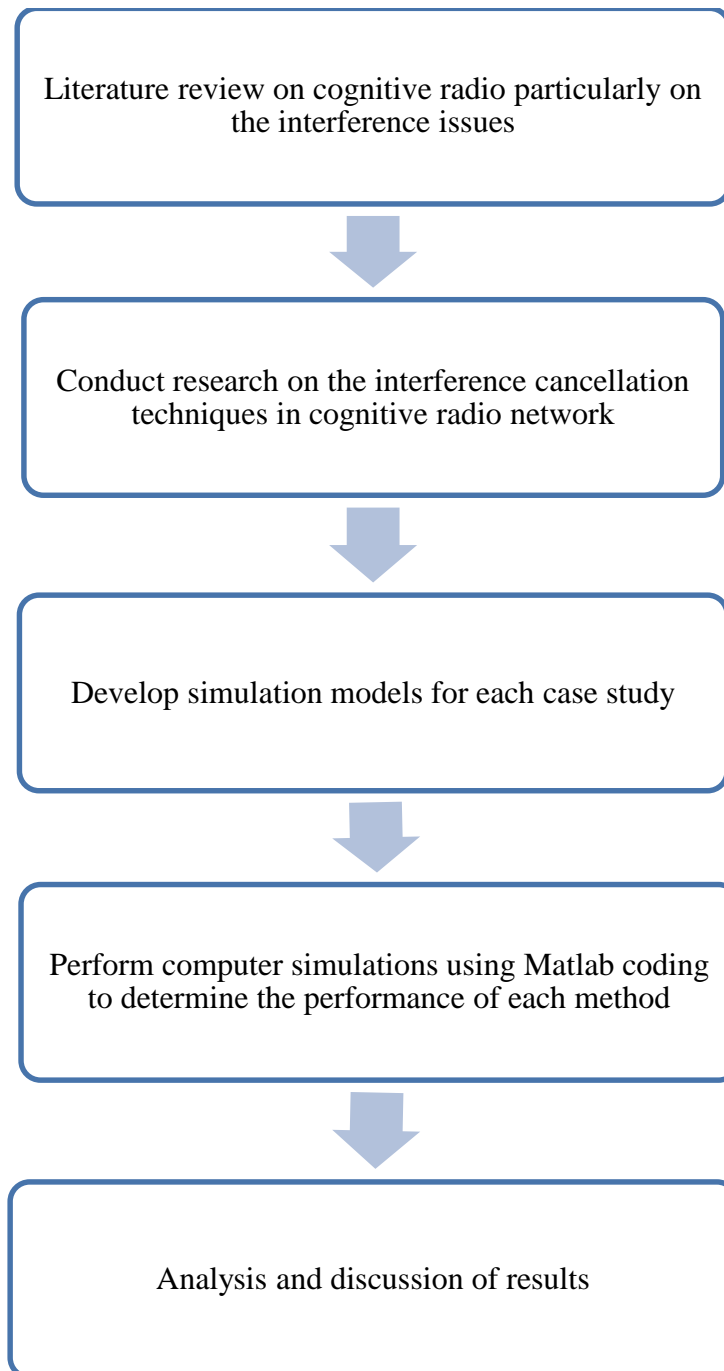 Literature review on cognitive radio particularly on
the interference issues
Conduct research on the interference cancellation
techniques in cognitive radio network
Develop simulation models for each case study
Perform computer simulations using Matlab coding
to determine the performance of each method
Analysis and discussion of results